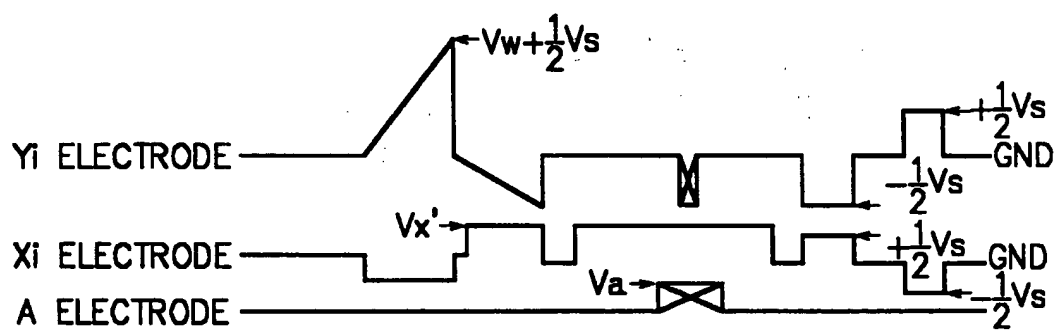 Vw+1/2Vs
+1/2Vs
Yi ELECTRODE
GND
-1/2Vs
Vx'
+1/2Vs
Xi ELECTRODE
GND
Va
-1/2Vs
A ELECTRODE